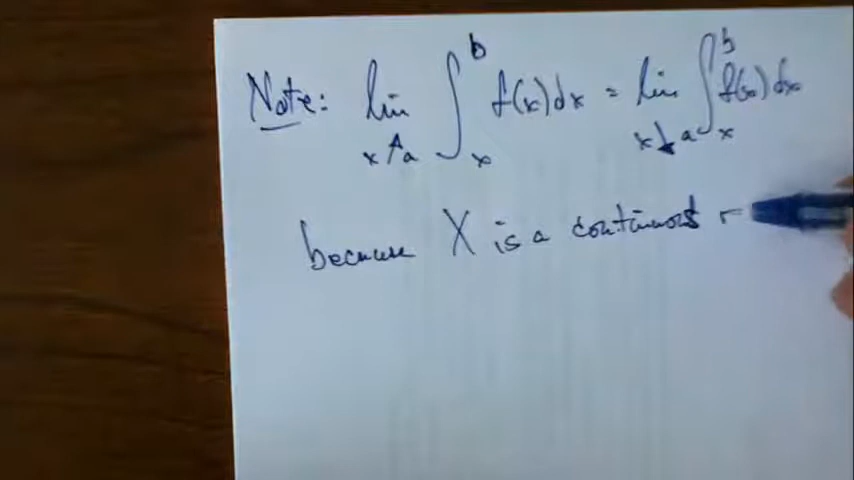 Note: lim x↑a ∫_x^b f(x)dx = lim x↓a ∫_x^b f(x)dx
because X is a continuous r